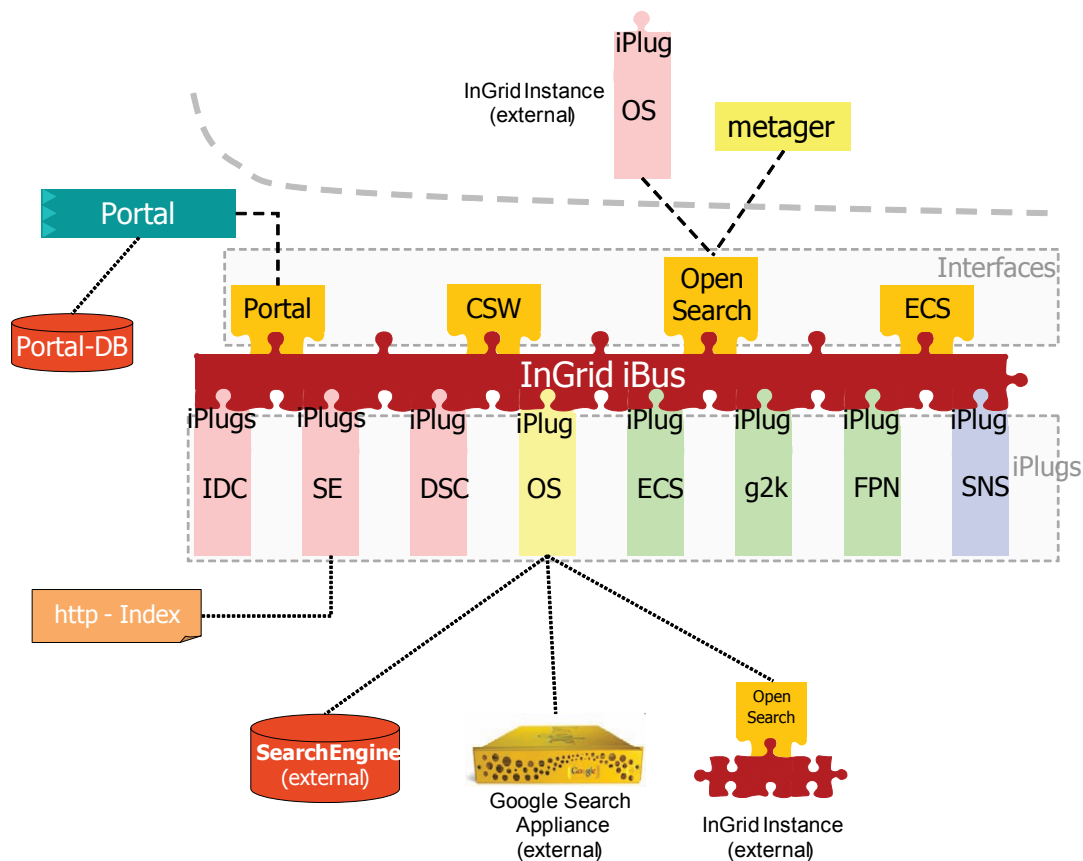 iPlug
InGrid Instance
(external)
OS
metager
Portal
Interfaces
Open
Search
Portal
CSW
ECS
Portal-DB
InGrid iBus
iPlugs
iPlugs
iPlug
iPlug
iPlug
iPlug
iPlug
iPlug
iPlugs
IDC
SE
DSC
OS
ECS
g2k
FPN
SNS
http - Index
Open
Search
SearchEngine
(external)
Google
Google Search
Appliance
(external)
InGrid Instance
(external)